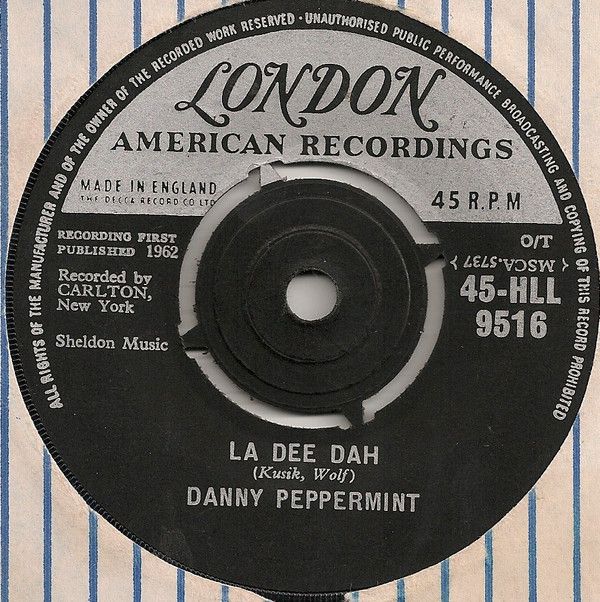 ALL RIGHTS OF THE MANUFACTURER AND OF THE OWNER OF THE RECORDED WORK RESERVED · UNAUTHORISED PUBLIC PERFORMANCE BROADCASTING AND COPYING OF THIS RECORD PROHIBITED
LONDON
AMERICAN RECORDINGS
MADE IN ENGLAND
THE DECCA RECORD CO LTD
45 R.P.M
RECORDING FIRST
PUBLISHED 1962
T/O
Recorded by
CARLTON,
New York
{ MSCA.5737 }
45-HLL
9516
Sheldon Music
LA DEE DAH
(Kusik, Wolf)
DANNY PEPPERMINT